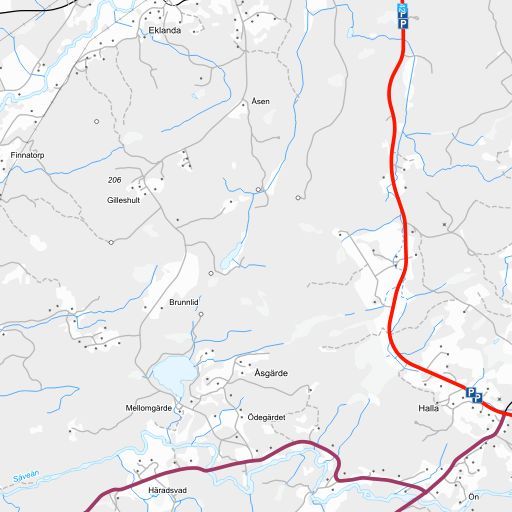 P
P
Eklanda
Åsen
Finnatorp
206
Gilleshult
Brunnlid
Åsgärde
P
P
Mellomgärde
Halla
Ödegärdet
Säveån
Häradsvad
Ön